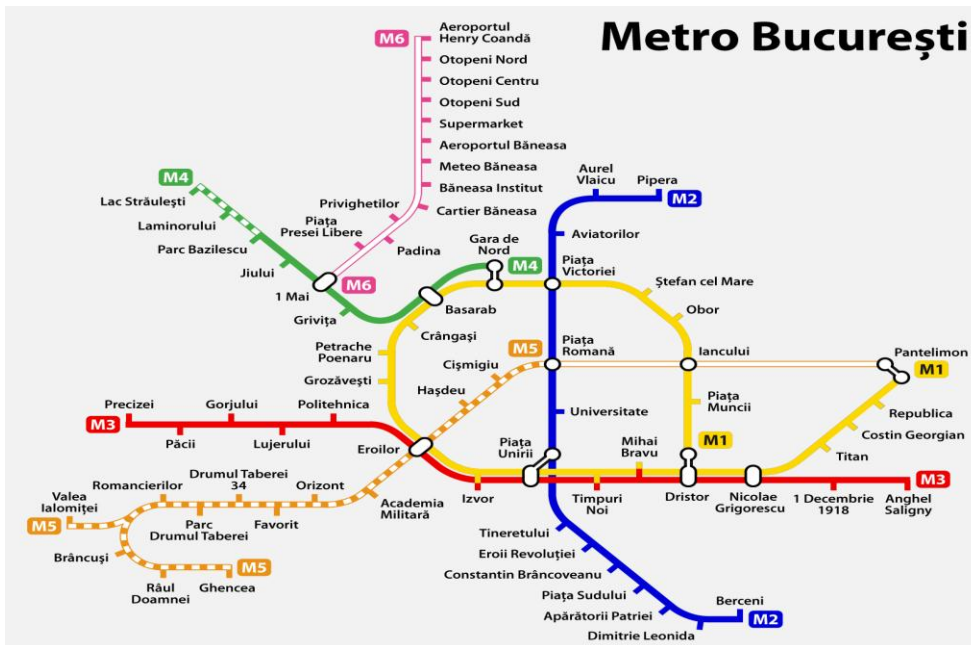 Metro București
M6
Aeroportul
Henry Coandă
Otopeni Nord
Otopeni Centru
Otopeni Sud
Supermarket
Aeroportul Băneasa
Meteo Băneasa
Băneasa Institut
Cartier Băneasa
Privighetorilor
Piața
Presei Libere
Padina
M6
M4
Lac Străulești
Laminorului
Parc Bazilescu
Jiului
1 Mai
Grivița
Basarab
Gara de
Nord
M4
Aurel
Vlaicu
Pipera
M2
Aviatorilor
Piața
Victoriei
Ștefan cel Mare
Obor
Crângași
Petrache
Poenaru
Grozăvești
Cișmigiu
M5
Piața
Romană
Iancului
Pantelimon
M1
Hașdeu
Universitate
Piața
Muncii
Republica
Costin Georgian
Titan
Precizei
Gorjului
Politehnica
M3
Păcii
Lujerului
Eroilor
Piața
Unirii
Mihai
Bravu
M1
M3
Izvor
Timpuri
Noi
Dristor
Nicolae
Grigorescu
1 Decembrie
1918
Anghel
Saligny
Valea
Ialomiței
M5
Romancierilor
Drumul Taberei
34
Orizont
Academia
Militară
Parc
Drumul Taberei
Favorit
Brâncuși
Râul
Doamnei
Ghencea
M5
Tineretului
Eroii Revoluției
Constantin Brâncoveanu
Piața Sudului
Apărătorii Patriei
Dimitrie Leonida
Berceni
M2